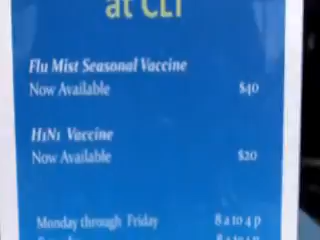 at CLT
Flu Mist Seasonal Vaccine
Now Available $40
H1N1 Vaccine
Now Available $20
Monday through Friday 8 a to 4 p